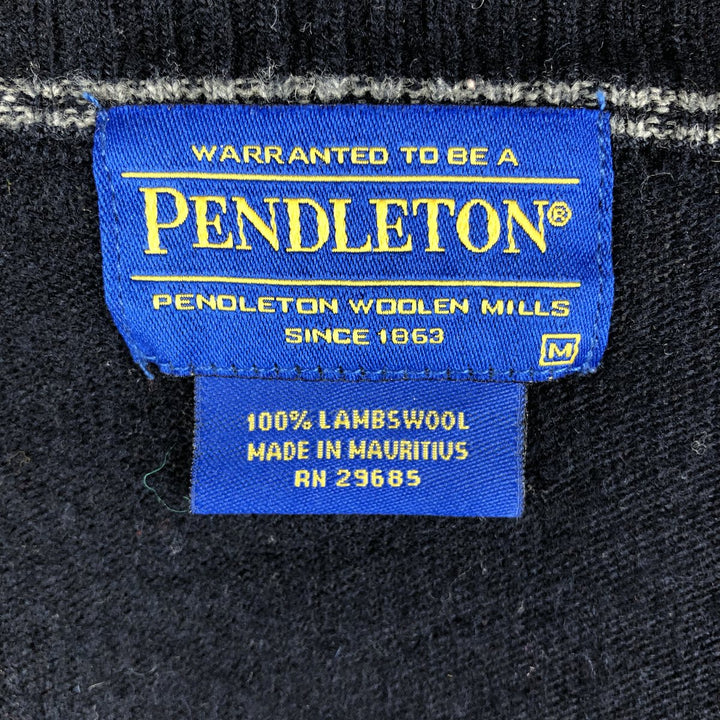 WARRANTED TO BE A
PENDLETON®
PENDLETON WOOLEN MILLS
SINCE 1863
M
100% LAMBSWOOL
MADE IN MAURITIUS
RN 29685